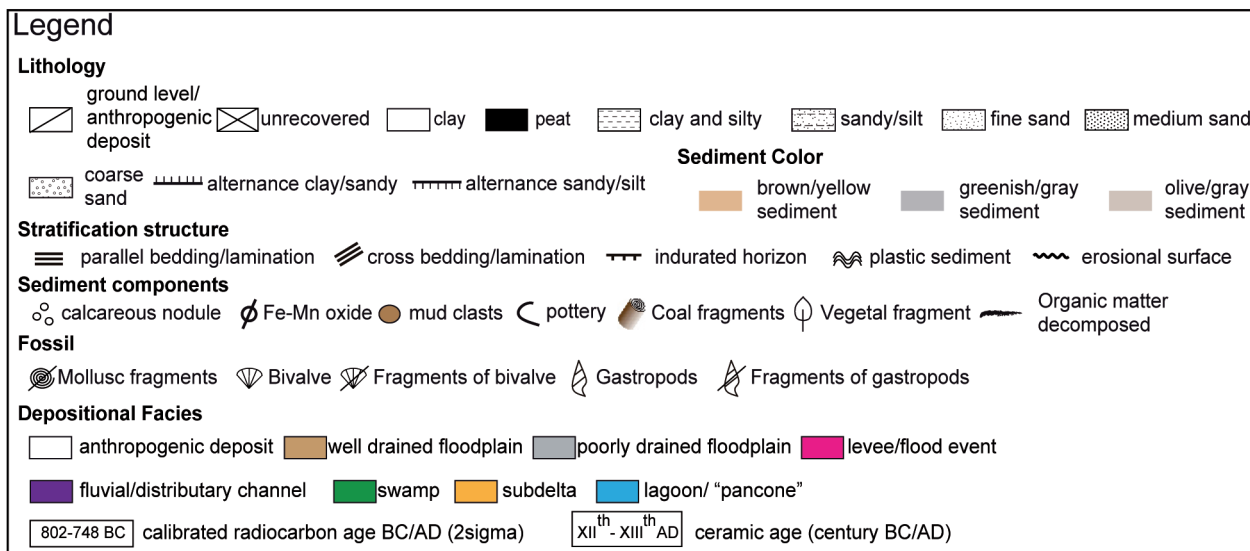 Legend
Lithology
ground level/
anthropogenic
deposit
unrecovered
clay
peat
clay and silty
sandy/silt
fine sand
medium sand
coarse
sand
alternance clay/sandy
alternance sandy/silt
Sediment Color
brown/yellow
sediment
greenish/gray
sediment
olive/gray
sediment
Stratification structure
parallel bedding/lamination
cross bedding/lamination
indurated horizon
plastic sediment
erosional surface
Sediment components
calcareous nodule
Fe-Mn oxide
mud clasts
pottery
Coal fragments
Vegetal fragment
Organic matter
decomposed
Fossil
Mollusc fragments
Bivalve
Fragments of bivalve
Gastropods
Fragments of gastropods
Depositional Facies
anthropogenic deposit
well drained floodplain
poorly drained floodplain
levee/flood event
fluvial/distributary channel
swamp
subdelta
lagoon/ “pancone”
802-748 BC
calibrated radiocarbon age BC/AD (2sigma)
XIIth - XIIIth AD
ceramic age (century BC/AD)